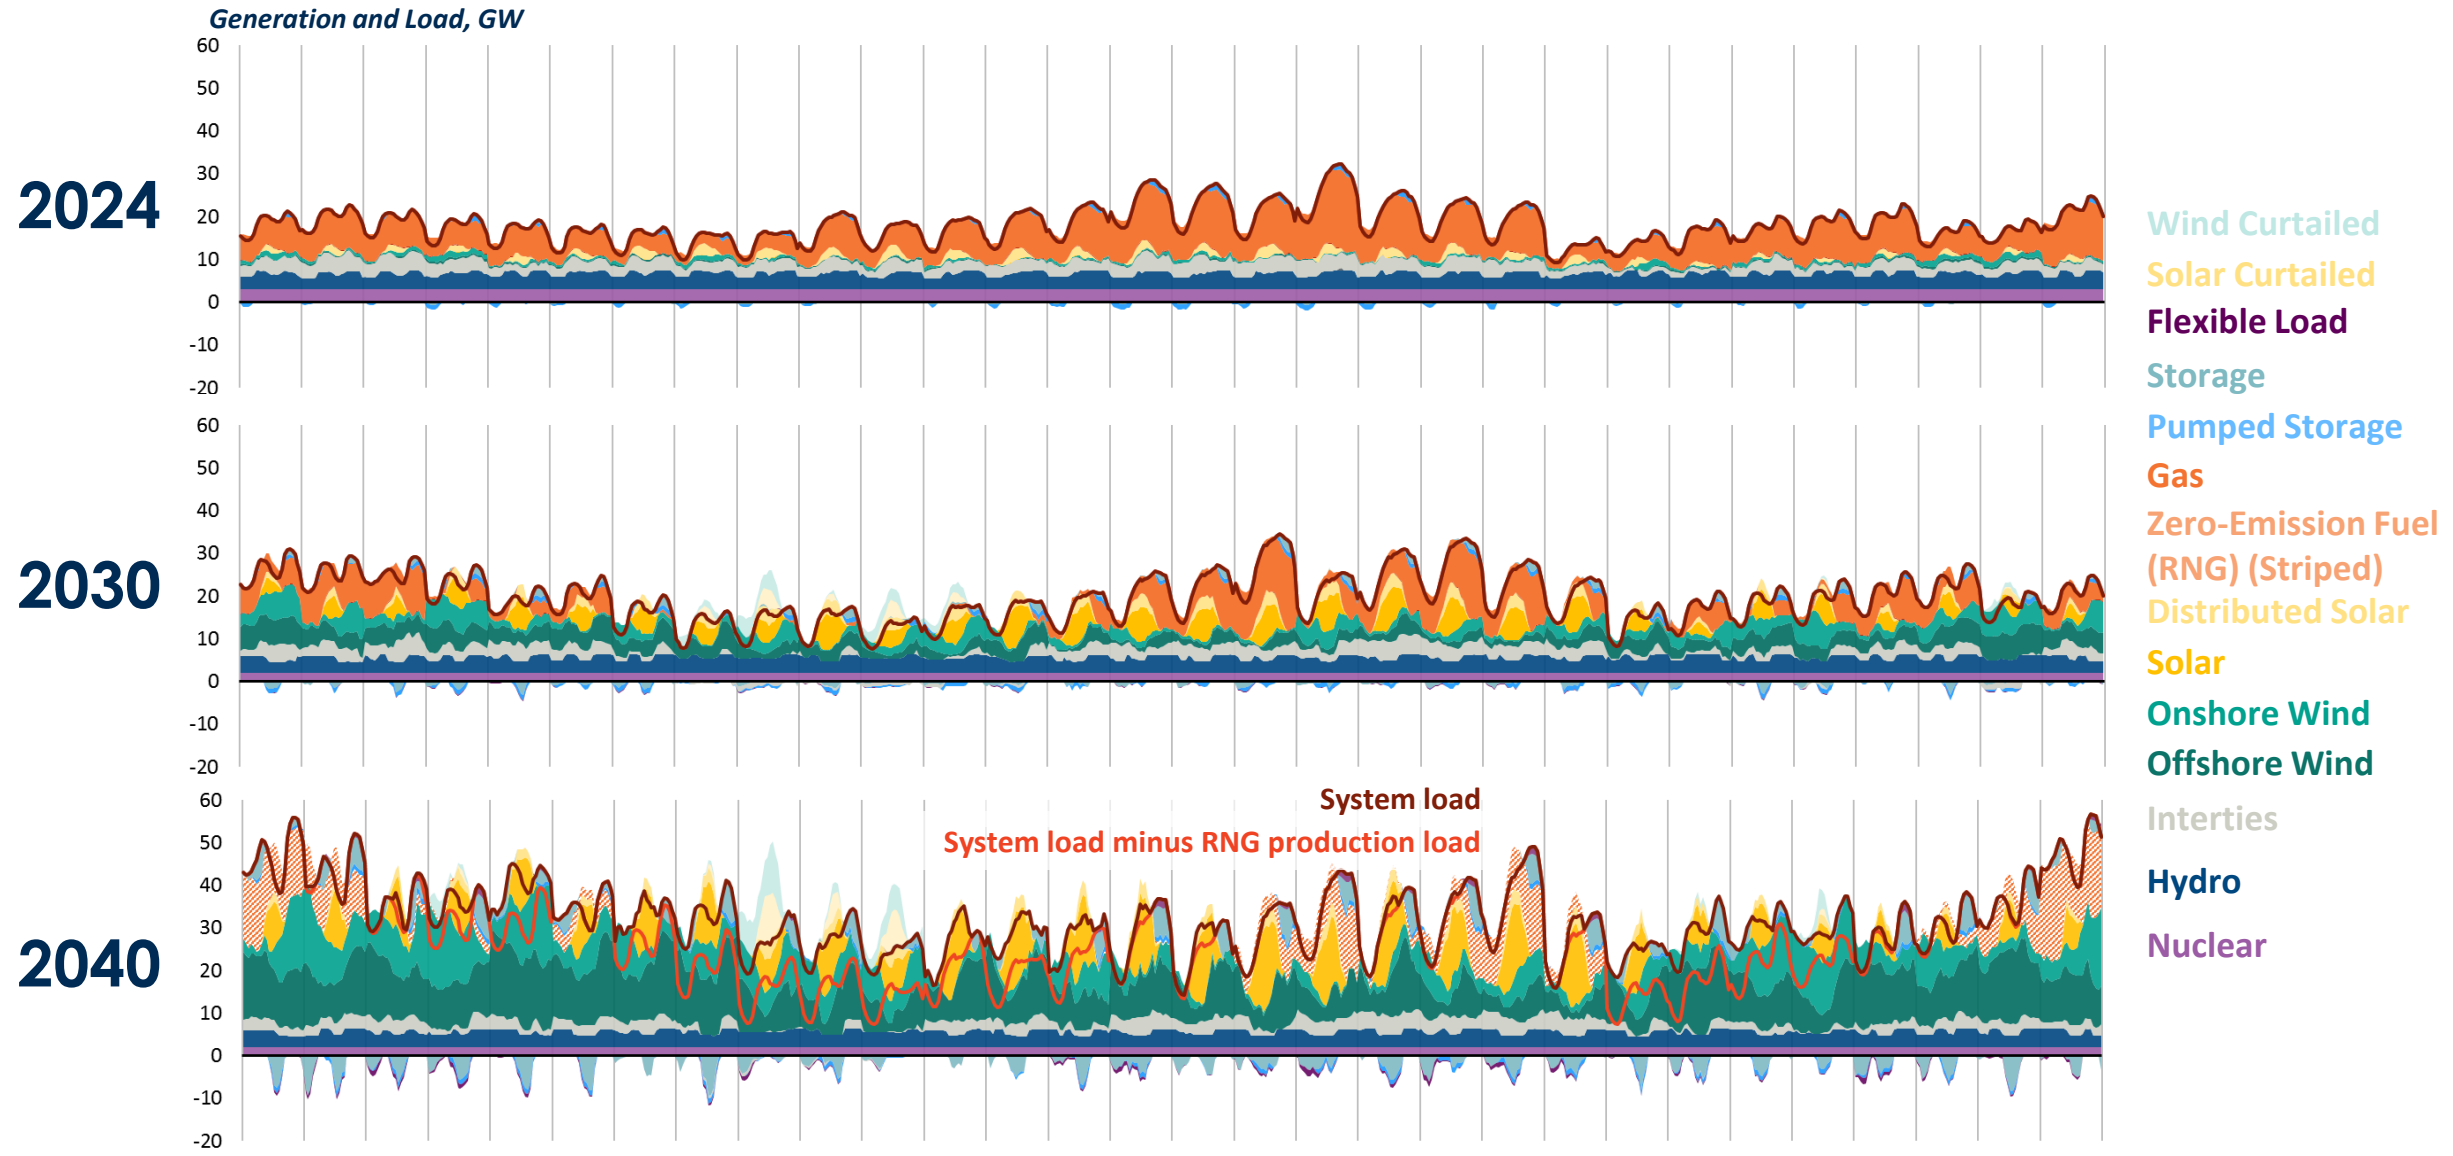 Generation and Load, GW
2024
60
50
40
30
20
10
0
-10
-20
2030
60
50
40
30
20
10
0
-10
-20
2040
60
50
40
30
20
10
0
-10
-20
System load
System load minus RNG production load
Wind Curtailed
Solar Curtailed
Flexible Load
Storage
Pumped Storage
Gas
Zero-Emission Fuel
(RNG) (Striped)
Distributed Solar
Solar
Onshore Wind
Offshore Wind
Interties
Hydro
Nuclear